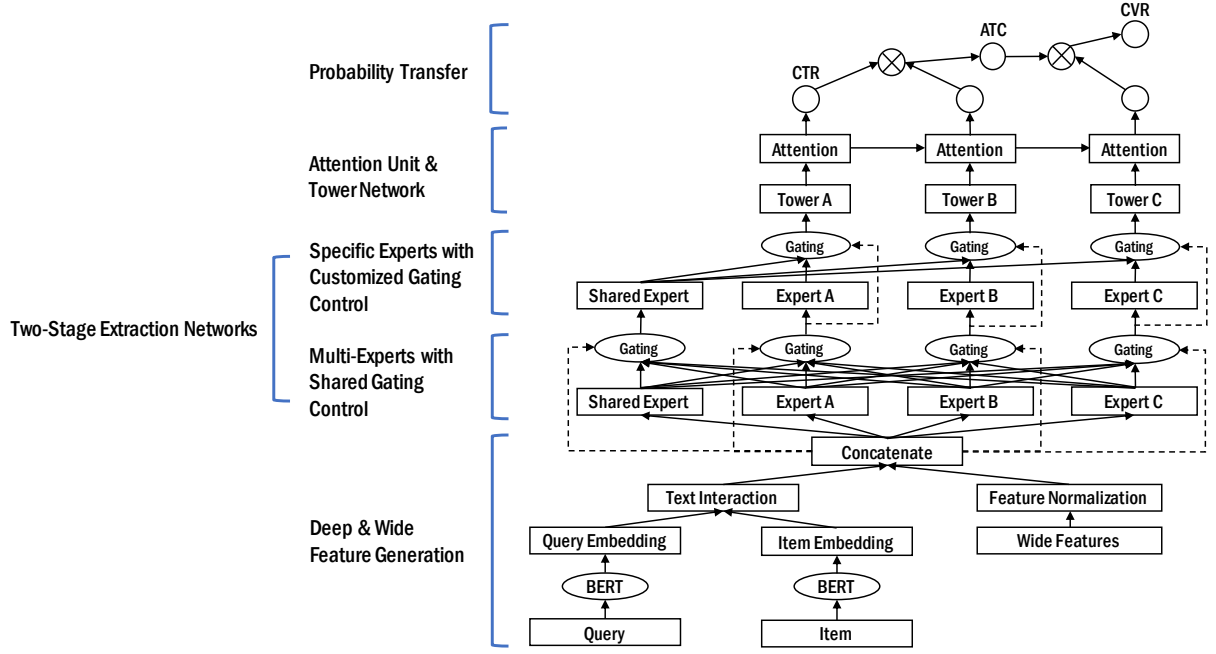 CVR
ATC
Probability Transfer
CTR
Attention Unit &
Tower Network
Attention
Attention
Attention
Tower A
Tower B
Tower C
Two-Stage Extraction Networks
Specific Experts with
Customized Gating
Control
Gating
Gating
Gating
Shared Expert
Expert A
Expert B
Expert C
Multi-Experts with
Shared Gating
Control
Gating
Gating
Gating
Gating
Shared Expert
Expert A
Expert B
Expert C
Deep & Wide
Feature Generation
Concatenate
Text Interaction
Feature Normalization
Query Embedding
Item Embedding
Wide Features
BERT
BERT
Query
Item